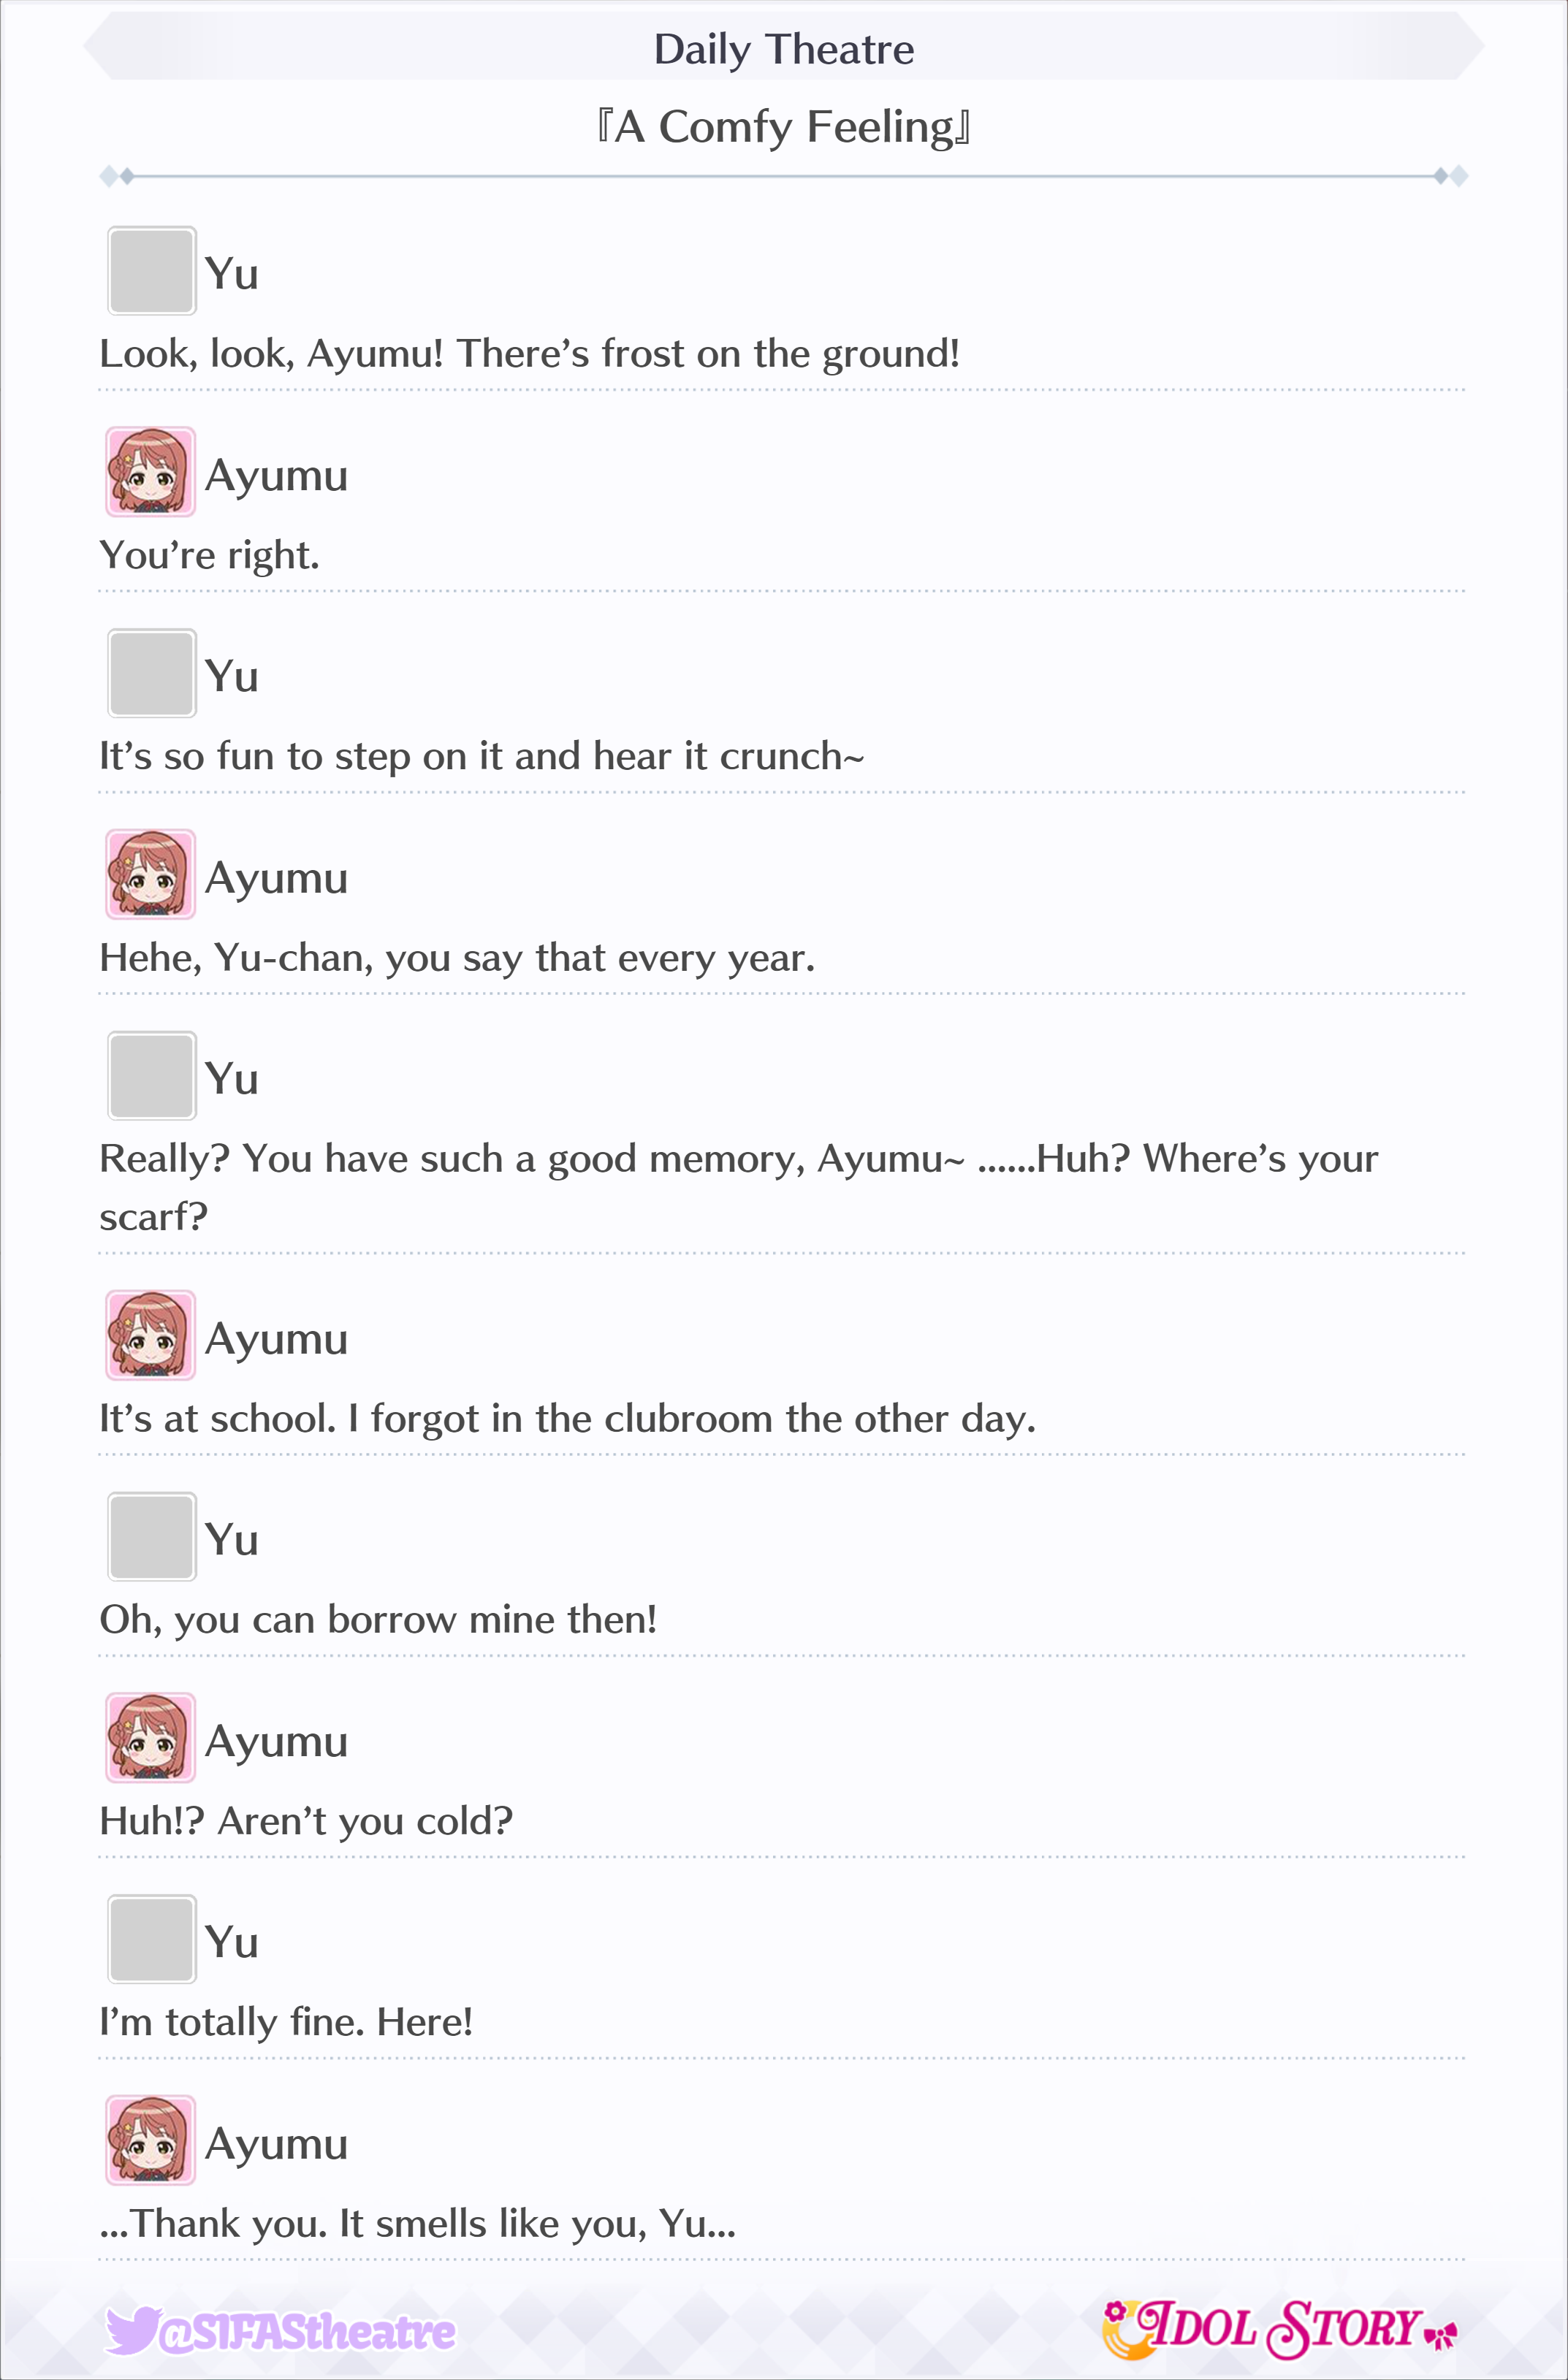 Daily Theatre
『A Comfy Feeling』
Yu
Look, look, Ayumu! There's frost on the ground!
Ayumu
You're right.
Yu
It's so fun to step on it and hear it crunch~
Ayumu
Hehe, Yu-chan, you say that every year.
Yu
Really? You have such a good memory, Ayumu~ ......Huh? Where's your
scarf?
Ayumu
It's at school. I forgot in the clubroom the other day.
Yu
Oh, you can borrow mine then!
Ayumu
Huh!? Aren't you cold?
Yu
I'm totally fine. Here!
Ayumu
...Thank you. It smells like you, Yu...
@SIFAStheatre
IDOL STORY